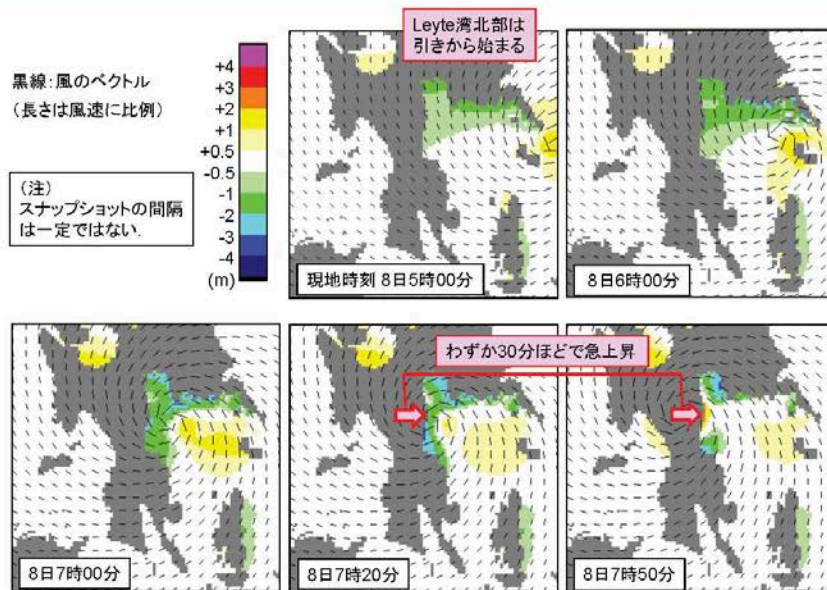 Leyte湾北部は
引きから始まる
黒線：風のベクトル
（長さは風速に比例）
（注）
スナップショットの間隔
は一定ではない.
+4
+3
+2
+1
+0.5
-0.5
-1
-2
-3
-4
(m)
現地時刻 8日5時00分
8日6時00分
わずか30分ほどで急上昇
8日7時00分
8日7時20分
8日7時50分